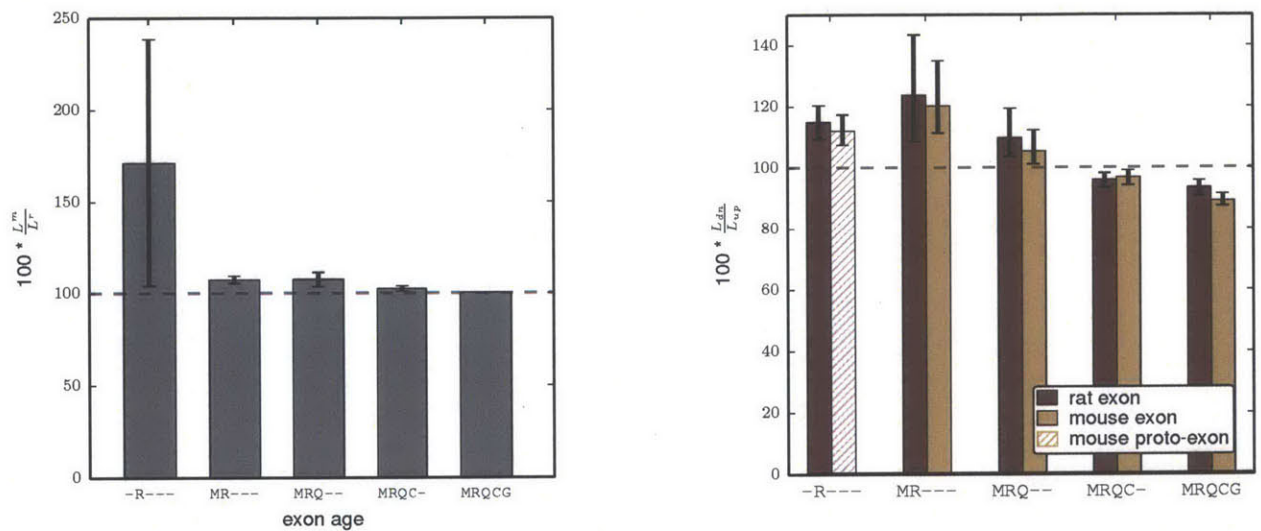 250
200
150
100
50
0
100 * L^m / L^r
-R--- MR--- MRQ-- MRQC- MRQCG
exon age
140
120
100
80
60
40
20
0
100 * L_dn / L_up
rat exon
mouse exon
mouse proto-exon
-R--- MR--- MRQ-- MRQC- MRQCG